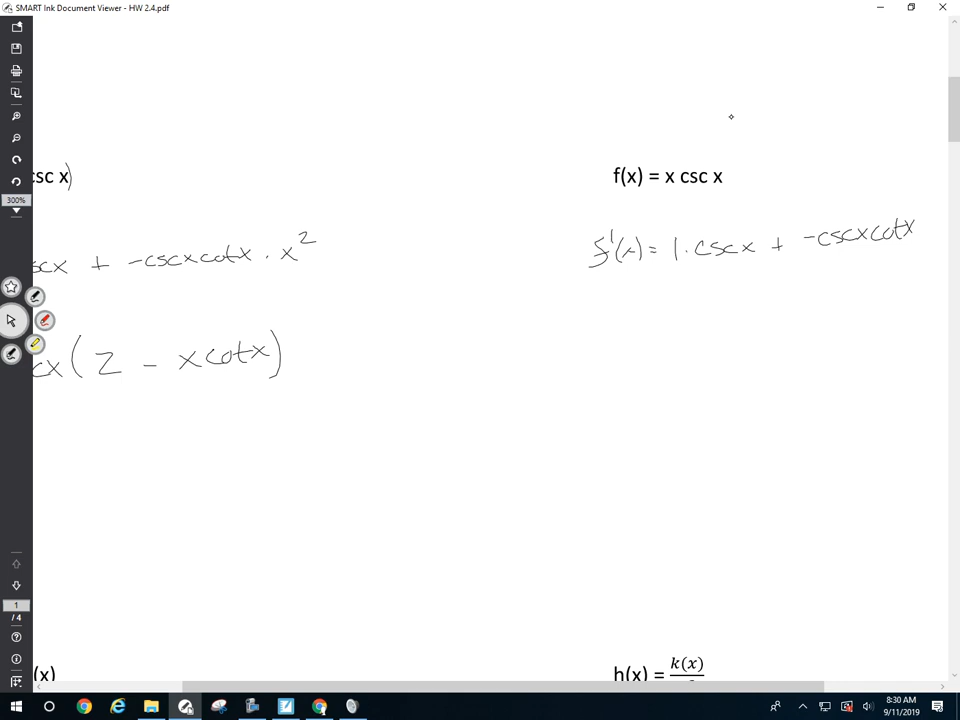 SMART Ink Document Viewer - HW 2.4.pdf
csc x)
f(x) = x csc x
scx + -cscxcotx · x²
f'(x) = 1·cscx + -cscxcotx
cx(2 - xcotx)
300%
1
/ 4
(x)
h(x) = k(x)
8:30 AM
9/11/2019